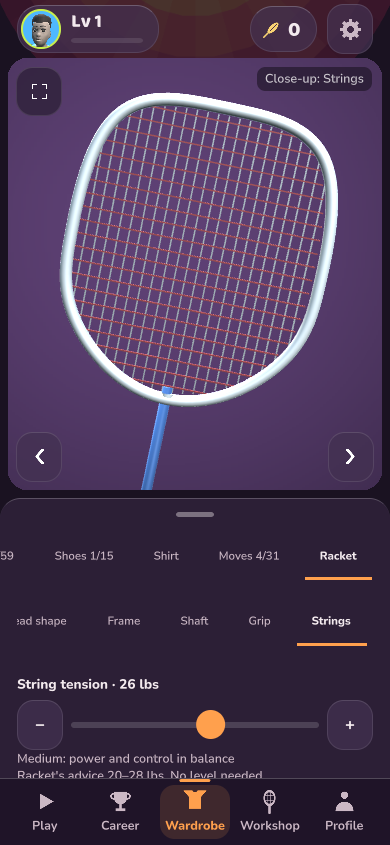 Lv 1
0
Close-up: Strings
/59
Shoes 1/15
Shirt
Moves 4/31
Racket
ead shape
Frame
Shaft
Grip
Strings
String tension · 26 lbs
Medium: power and control in balance
Racket's advice 20–28 lbs. No level needed
Play
Career
Wardrobe
Workshop
Profile